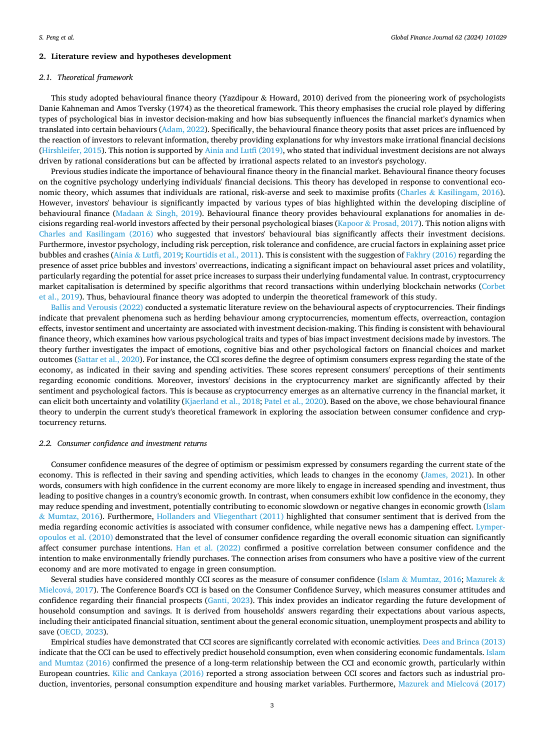 S. Peng et al.
Global Finance Journal 62 (2024) 101029
2. Literature review and hypotheses development
2.1. Theoretical framework
This study adopted behavioural finance theory (Yazdipour & Howard, 2010) derived from the pioneering work of psychologists
Danie Kahneman and Amos Tversky (1974) as the theoretical framework. This theory emphasises the crucial role played by differing
types of psychological bias in investor decision-making and how bias subsequently influences the financial market's dynamics when
translated into certain behaviours (Adam, 2022). Specifically, the behavioural finance theory posits that asset prices are influenced by
the reaction of investors to relevant information, thereby providing explanations for why investors make irrational financial decisions
(Hirshleifer, 2015). This notion is supported by Ainia and Lutfi (2019), who stated that individual investment decisions are not always
driven by rational considerations but can be affected by irrational aspects related to an investor's psychology.
Previous studies indicate the importance of behavioural finance in the financial market. Behavioural finance theory focuses
on the cognitive psychology underlying individuals' financial decisions. This theory has developed in response to conventional eco-
nomic theory, which assumes that individuals are rational, risk-averse and seek to maximise profits (Charles & Kasilingam, 2016).
However, investors' behaviour is significantly impacted by various types of bias highlighted within the developing discipline of
behavioural finance (Madaan & Singh, 2019). Behavioural finance theory provides behavioural explanations for anomalies in de-
cisions regarding real-world investors affected by their personal psychological biases (Kapoor & Prosad, 2017). This notion aligns with
Charles and Kasilingam (2016) who suggested that investors' behavioural bias significantly affects their investment decisions.
Furthermore, investor psychology, including risk perception, risk tolerance and confidence, are crucial factors in explaining asset price
bubbles and crashes (Ainia & Lutfi, 2019; Kourtidis et al., 2011). This is consistent with the suggestion of Fakhry (2016) regarding the
presence of asset price bubbles and investors' overreactions, indicating a significant impact on behavioural asset prices and volatility,
particularly regarding the potential for asset price increases to surpass their underlying fundamental value. In contrast, cryptocurrency
market capitalisation is determined by specific algorithms that record transactions within underlying blockchain networks (Corbet
et al., 2019). Thus, behavioural finance theory was adopted to underpin the theoretical framework of this study.
Ballis and Verousis (2022) conducted a systematic literature review on the behavioural aspects of cryptocurrencies. Their findings
indicate that prevalent phenomena such as herding behaviour among cryptocurrencies, momentum effects, overreaction, contagion
effects, investor sentiment and uncertainty are associated with investment decision-making. This finding is consistent with behavioural
finance theory, which examines how various psychological traits and types of bias impact investment decisions made by investors. The
theory further investigates the impact of emotions, cognitive bias and other psychological factors on financial choices and market
outcomes (Sattar et al., 2020). For instance, the CCI scores define the degree of optimism consumers express regarding the state of the
economy, as indicated in their saving and spending activities. These scores represent consumers' perceptions of their sentiments
regarding economic conditions. Moreover, investors' decisions in the cryptocurrency market are significantly affected by their
sentiment and psychological factors. This is because as cryptocurrency emerges as an alternative currency in the financial market, it
can elicit both uncertainty and volatility (Kjaerland et al., 2018; Patel et al., 2020). Based on the above, we chose behavioural finance
theory to underpin the current study's theoretical framework in exploring the association between consumer confidence and cryp-
tocurrency returns.
2.2. Consumer confidence and investment returns
Consumer confidence measures of the degree of optimism or pessimism expressed by consumers regarding the current state of the
economy. This is reflected in their saving and spending activities, which leads to changes in the economy (James, 2021). In other
words, consumers with high confidence in the current economy are more likely to engage in increased spending and investment, thus
leading to positive changes in a country's economic growth. In contrast, when consumers exhibit low confidence in the economy, they
may reduce spending and investment, potentially contributing to economic slowdown or negative changes in economic growth (Islam
& Mumtaz, 2016). Furthermore, Hollanders and Vliegenthart (2011) highlighted that consumer sentiment that is derived from the
media regarding economic activities is associated with consumer confidence, while negative news has a dampening effect. Lymper-
opoulos et al. (2010) demonstrated that the level of consumer confidence regarding the overall economic situation can significantly
affect consumer purchase intentions. Han et al. (2022) confirmed a positive correlation between consumer confidence and the
intention to make environmentally friendly purchases. The connection arises from consumers who have a positive view of the current
economy and are more motivated to engage in green consumption.
Several studies have considered monthly CCI scores as the measure of consumer confidence (Islam & Mumtaz, 2016; Mazurek &
Mielcová, 2017). The Conference Board's CCI is based on the Consumer Confidence Survey, which measures consumer attitudes and
confidence regarding their financial prospects (Ganti, 2023). This index provides an indicator regarding the future development of
household consumption and savings. It is derived from households' answers regarding their expectations about various aspects,
including their anticipated financial situation, sentiment about the general economic situation, unemployment prospects and ability to
save (OECD, 2023).
Empirical studies have demonstrated that CCI scores are significantly correlated with economic activities. Dees and Brinca (2013)
indicate that the CCI can be used to effectively predict household consumption, even when considering economic fundamentals. Islam
and Mumtaz (2016) confirmed the presence of a long-term relationship between the CCI and economic growth, particularly within
European countries. Kilic and Cankaya (2016) reported a strong association between CCI scores and factors such as industrial pro-
duction, inventories, personal consumption expenditure and housing market variables. Furthermore, Mazurek and Mielcová (2017)
3